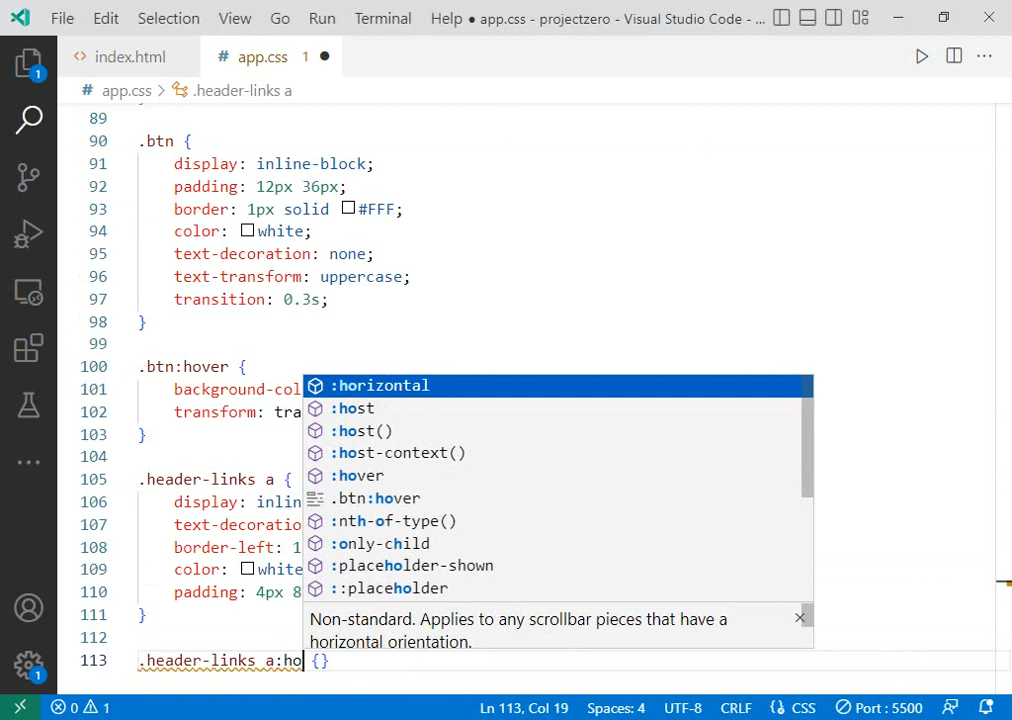 File Edit Selection View Go Run Terminal Help ● app.css - projectzero - Visual Studio Code - ...
index.html # app.css 1 ●
# app.css > .header-links a
89
90 .btn {
91 display: inline-block;
92 padding: 12px 36px;
93 border: 1px solid #FFF;
94 color: white;
95 text-decoration: none;
96 text-transform: uppercase;
97 transition: 0.3s;
98 }
99
100 .btn:hover {
101 background-col
102 transform: tra
103 }
104
105 .header-links a {
106 display: inlin
107 text-decoratio
108 border-left: 1
109 color: white
110 padding: 4px 8
111 }
112
113 .header-links a:ho {}
:horizontal
:host
:host()
:host-context()
:hover
.btn:hover
:nth-of-type()
:only-child
:placeholder-shown
::placeholder
Non-standard. Applies to any scrollbar pieces that have a
horizontal orientation.
1
1
0 1 Ln 113, Col 19 Spaces: 4 UTF-8 CRLF {} CSS Port : 5500